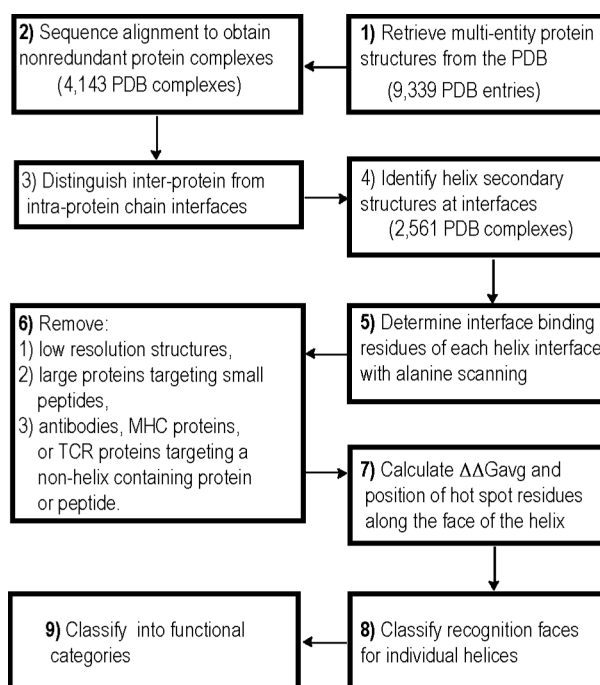 1) Retrieve multi-entity protein
structures from the PDB
(9,339 PDB entries)
2) Sequence alignment to obtain
nonredundant protein complexes
(4,143 PDB complexes)
3) Distinguish inter-protein from
intra-protein chain interfaces
4) Identify helix secondary
structures at interfaces
(2,561 PDB complexes)
5) Determine interface binding
residues of each helix interface
with alanine scanning
6) Remove:
1) low resolution structures,
2) large proteins targeting small
peptides,
3) antibodies, MHC proteins,
or TCR proteins targeting a
non-helix containing protein
or peptide.
7) Calculate ΔΔGavg and
position of hot spot residues
along the face of the helix
8) Classify recognition faces
for individual helices
9) Classify into functional
categories